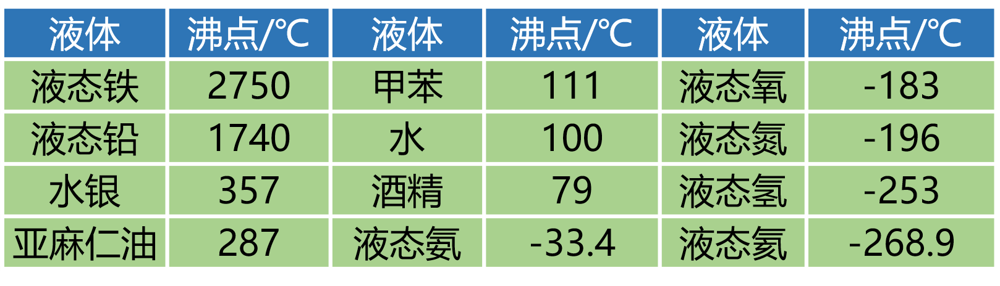 液体 沸点/℃ 液体 沸点/℃ 液体 沸点/℃
液态铁 2750 甲苯 111 液态氧 -183
液态铅 1740 水 100 液态氮 -196
水银 357 酒精 79 液态氢 -253
亚麻仁油 287 液态氨 -33.4 液态氦 -268.9